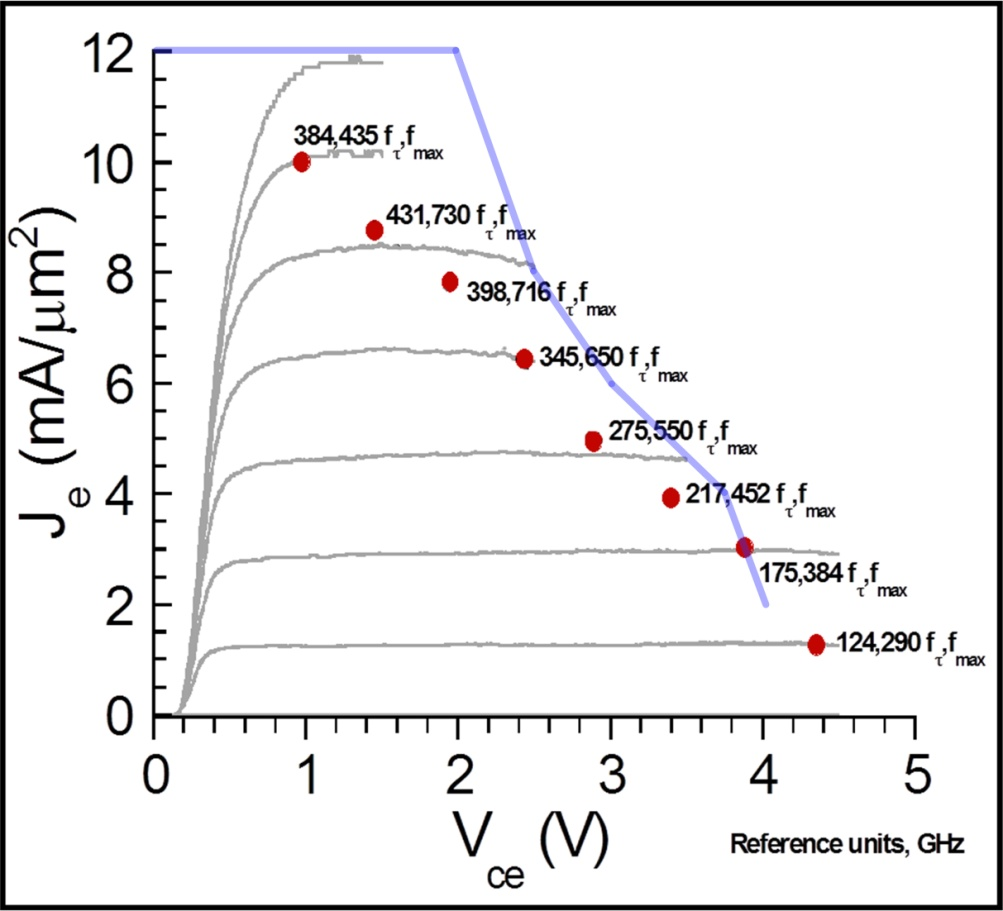 12
384,435 fτ,fmax
10
431,730 fτ,fmax
8
398,716 fτ,fmax
345,650 fτ,fmax
6
275,550 fτ,fmax
4
217,452 fτ,fmax
175,384 fτ,fmax
2
124,290 fτ,fmax
0
Je (mA/μm2)
0 1 2 3 4 5
Vce (V)
Reference units, GHz